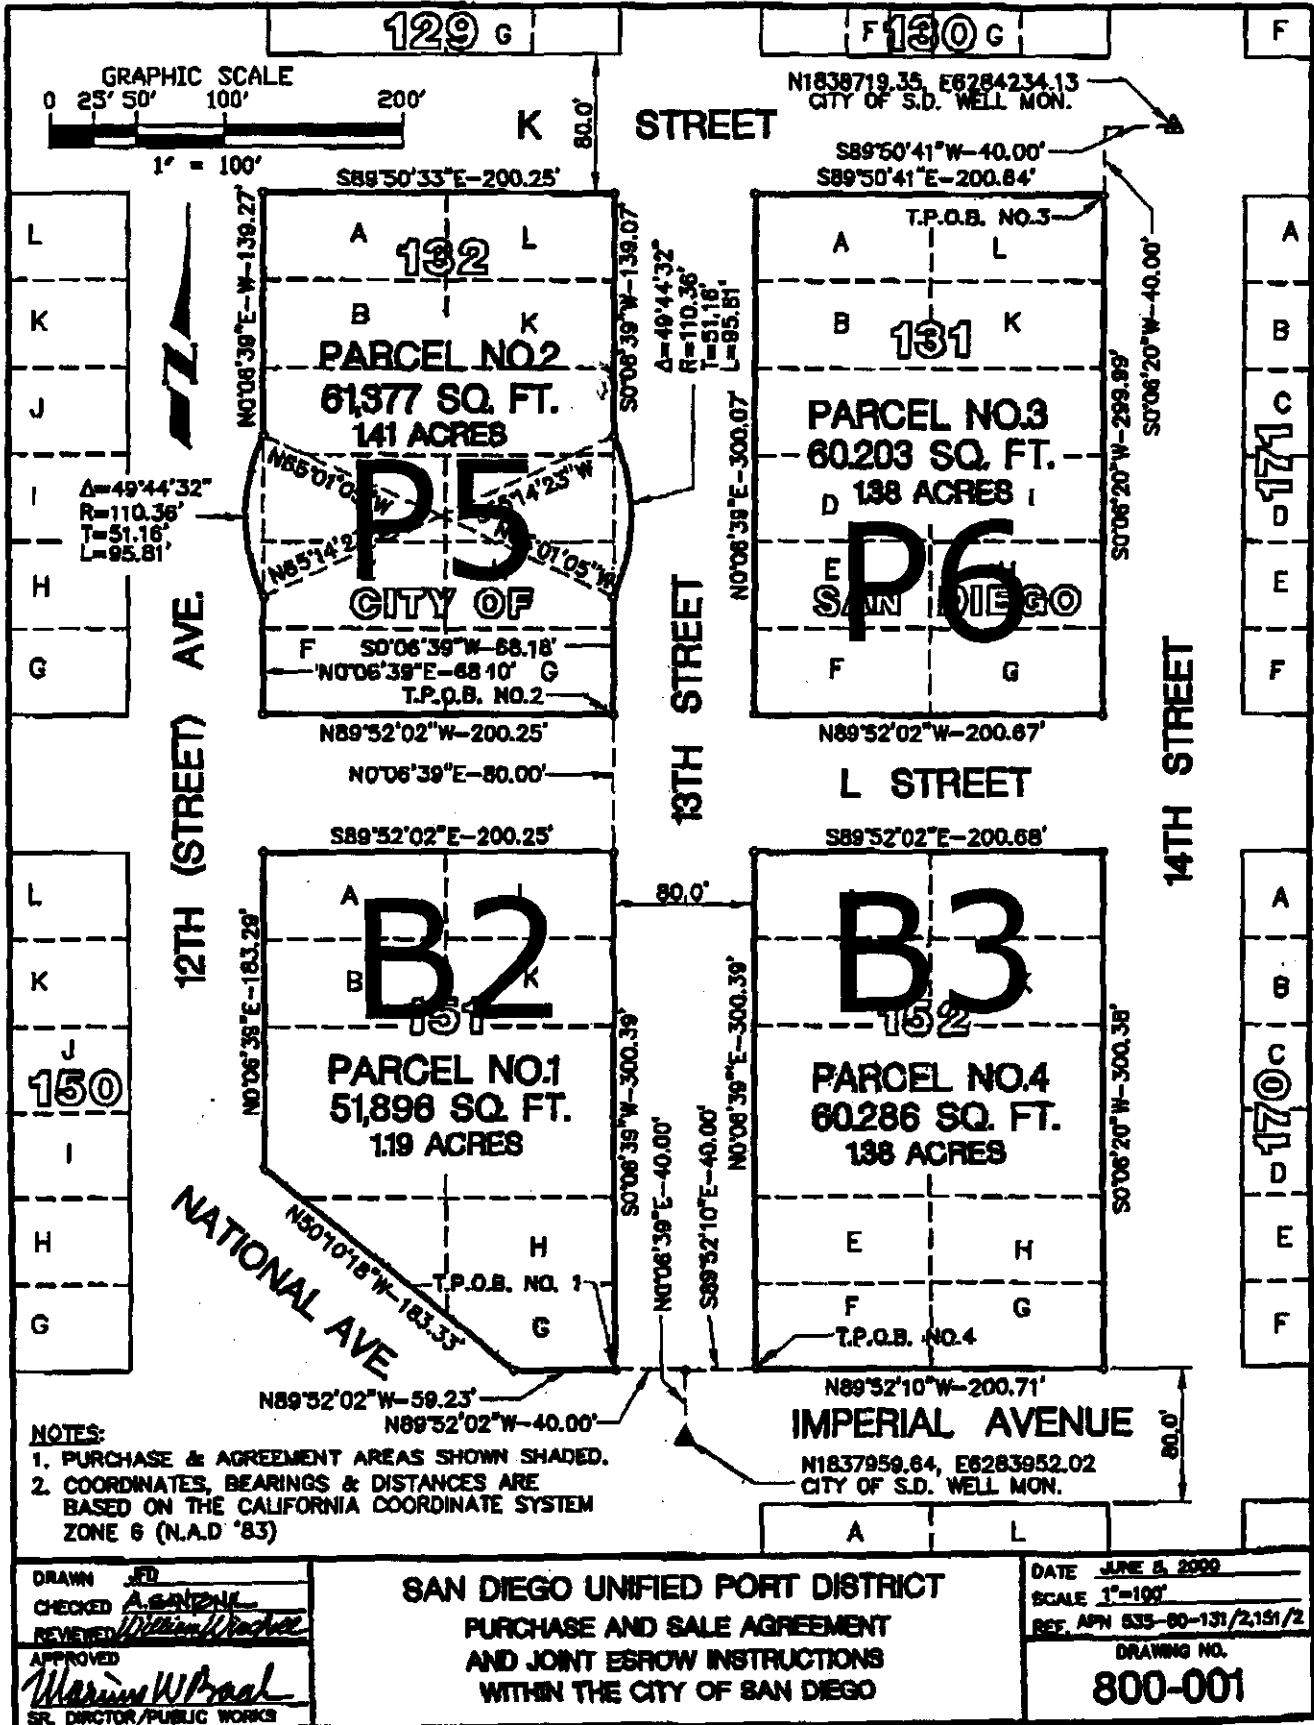 129 G
F 130 G
F
GRAPHIC SCALE
0 25' 50' 100' 200'
1" = 100'
K STREET
80.0'
N1838719.35, E6284234.13
CITY OF S.D. WELL MON.
S89°50'41"W-40.00'
S89°50'33"E-200.25'
S89°50'41"E-200.64'
T.P.O.B. NO.3
S0°06'20"W-40.00'
L
K
J
I
H
G
N0°06'39"E-W-139.27'
A
132
L
B
K
PARCEL NO.2
61,377 SQ. FT.
1.41 ACRES
P5
CITY OF
S0°06'39"W-139.07'
Δ=49°44'32"
R=110.36'
T=51.16'
L=95.81'
Δ=49°44'32"
R=110.36'
T=51.16'
L=95.81'
F
S0°06'39"W-68.18'
N0°06'39"E-68.10'
G
T.P.O.B. NO.2
N89°52'02"W-200.25'
N0°06'39"E-80.00'
A
L
B
131
K
PARCEL NO.3
60.203 SQ. FT.
1.38 ACRES
D
I
P6
E
SAN DIEGO
F
G
N0°06'39"E-300.07'
S0°06'20"W-299.99'
N89°52'02"W-200.67'
A
B
C
171
D
E
F
12TH (STREET) AVE.
13TH STREET
14TH STREET
L STREET
S89°52'02"E-200.25'
S89°52'02"E-200.68'
80.0'
L
K
J
150
I
H
G
N0°06'39"E-183.29'
A
B2
B
K
151
PARCEL NO.1
51,896 SQ. FT.
1.19 ACRES
S0°06'39"W-300.39'
NATIONAL AVE.
N50°10'18"W-183.33'
H
T.P.O.B. NO. 1
G
N89°52'02"W-59.23'
N89°52'02"W-40.00'
N0°06'39"E-40.00'
S89°52'10"E-40.00'
N0°06'39"E-300.39'
B3
152
PARCEL NO.4
60.286 SQ. FT.
1.38 ACRES
E
H
F
G
T.P.O.B. NO.4
S0°06'20"W-300.38'
N89°52'10"W-200.71'
A
B
C
170
D
E
F
IMPERIAL AVENUE
80.0'
N1837959.64, E6283952.02
CITY OF S.D. WELL MON.
A
L
NOTES:
1. PURCHASE & AGREEMENT AREAS SHOWN SHADED.
2. COORDINATES, BEARINGS & DISTANCES ARE
BASED ON THE CALIFORNIA COORDINATE SYSTEM
ZONE 6 (N.A.D '83)
DRAWN JFD
CHECKED
REVIEWED
APPROVED
SR. DIRCTOR/PUBLIC WORKS
SAN DIEGO UNIFIED PORT DISTRICT
PURCHASE AND SALE AGREEMENT
AND JOINT ESROW INSTRUCTIONS
WITHIN THE CITY OF SAN DIEGO
DATE JUNE 8, 2000
SCALE 1"=100'
REF. APN 535-60-131/2,151/2
DRAWING NO.
800-001